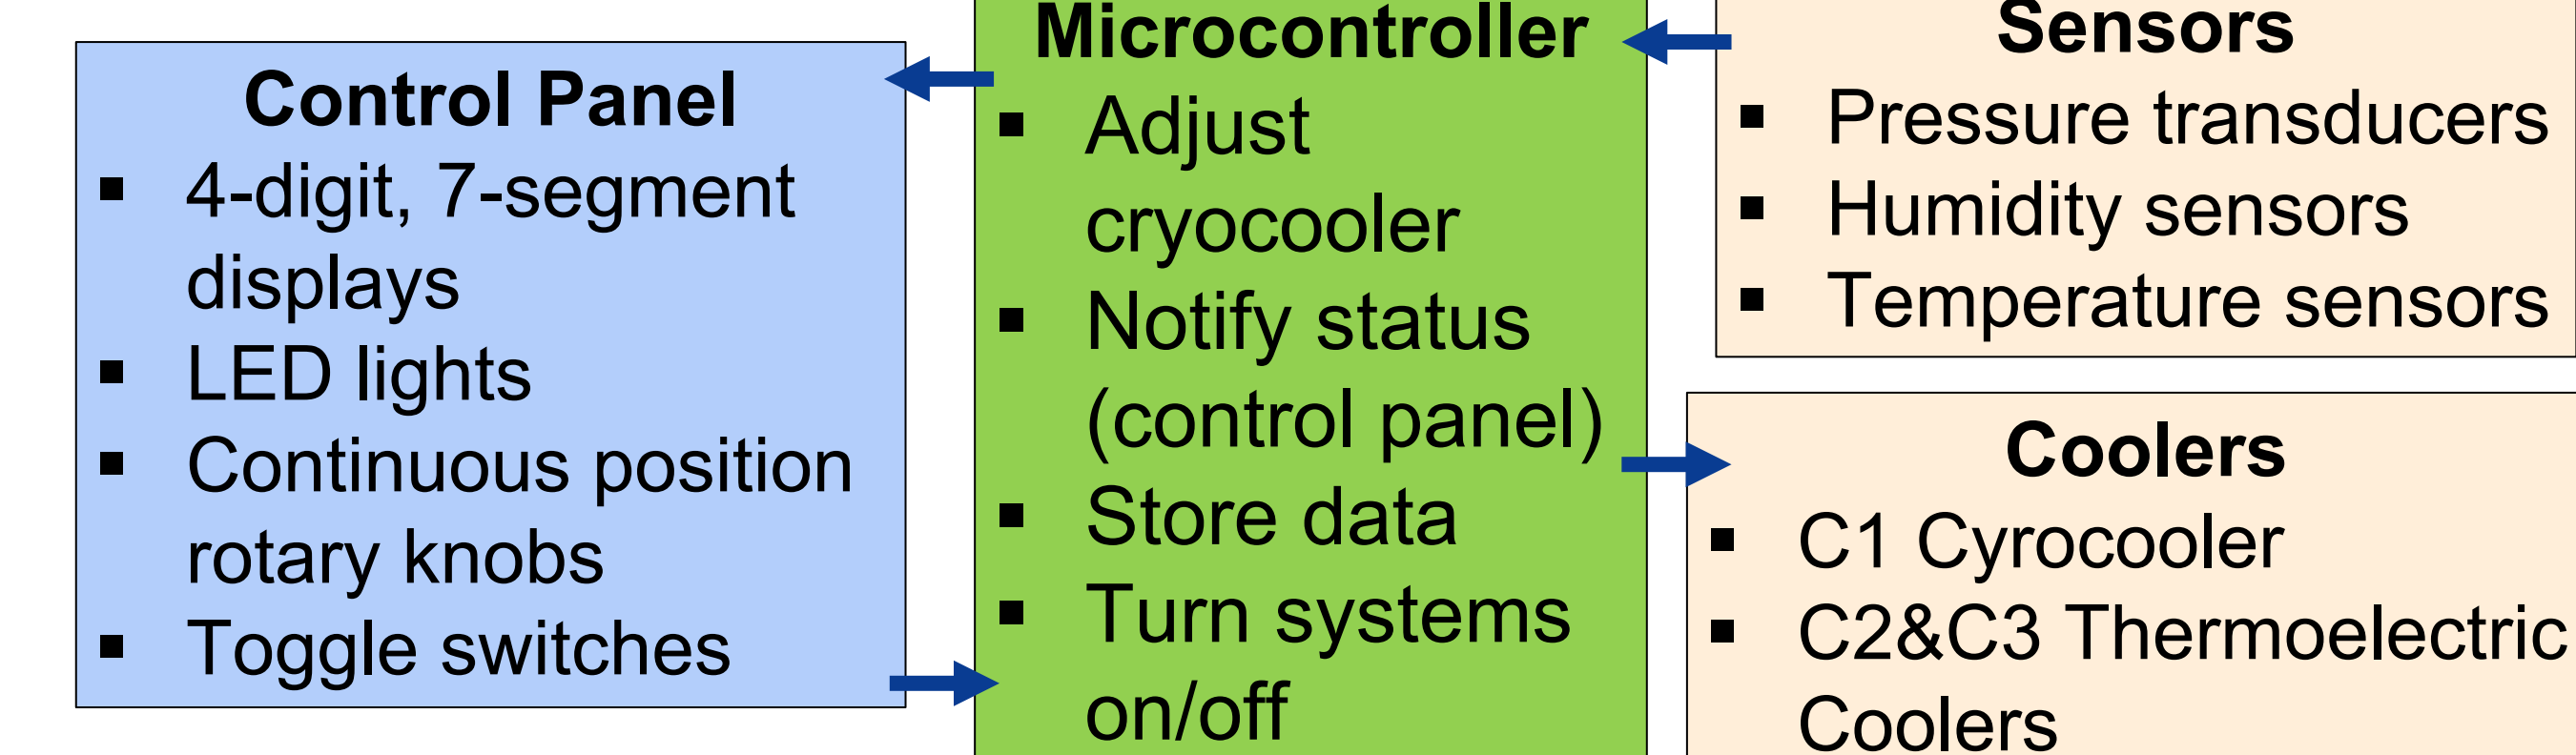 Control Panel
▪ 4-digit, 7-segment
displays
▪ LED lights
▪ Continuous position
rotary knobs
▪ Toggle switches
Microcontroller
▪ Adjust
cryocooler
▪ Notify status
(control panel)
▪ Store data
▪ Turn systems
on/off
Sensors
▪ Pressure transducers
▪ Humidity sensors
▪ Temperature sensors
Coolers
▪ C1 Cyrocooler
▪ C2&C3 Thermoelectric
Coolers